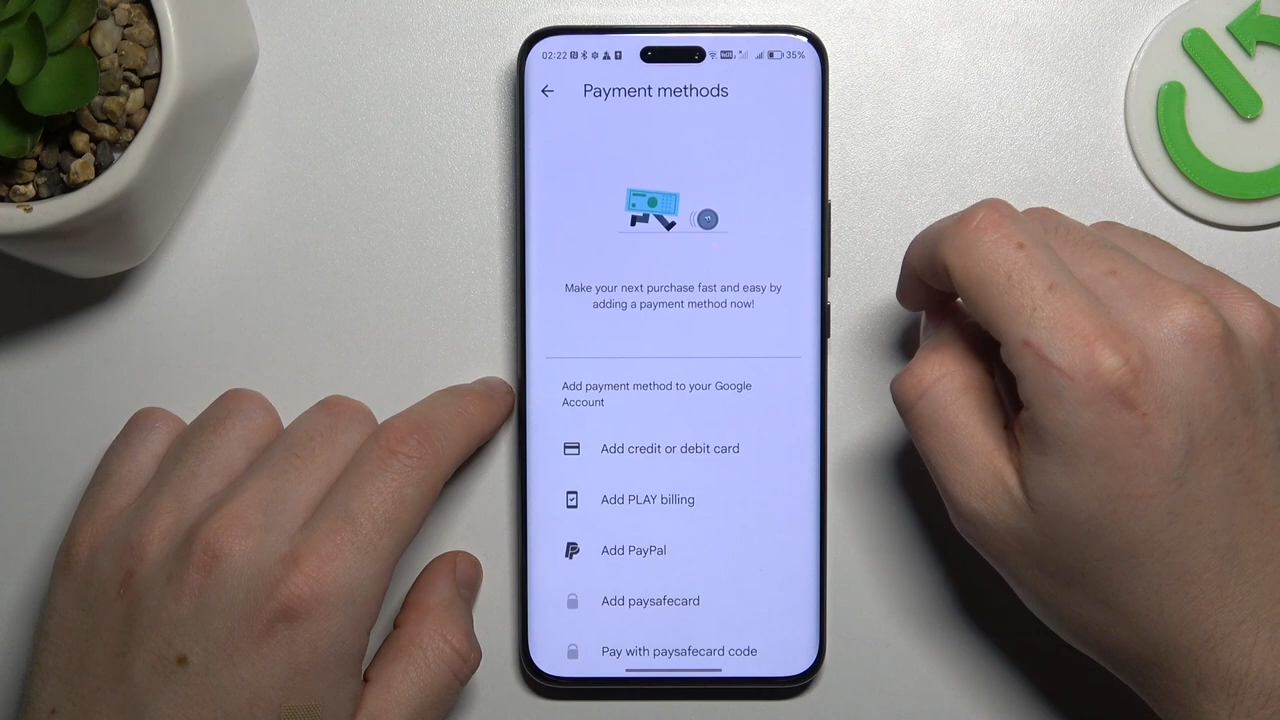 02:22
35%
Payment methods
Make your next purchase fast and easy by
adding a payment method now!
Add payment method to your Google
Account
Add credit or debit card
Add PLAY billing
Add PayPal
Add paysafecard
Pay with paysafecard code